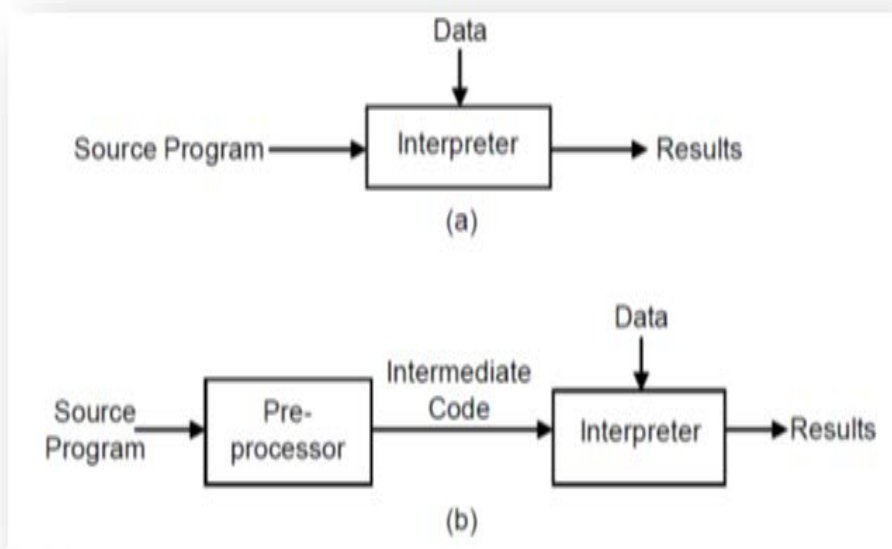 Data
Source Program
Interpreter
Results
(a)
Data
Intermediate
Code
Source
Program
Pre-
processor
Interpreter
Results
(b)